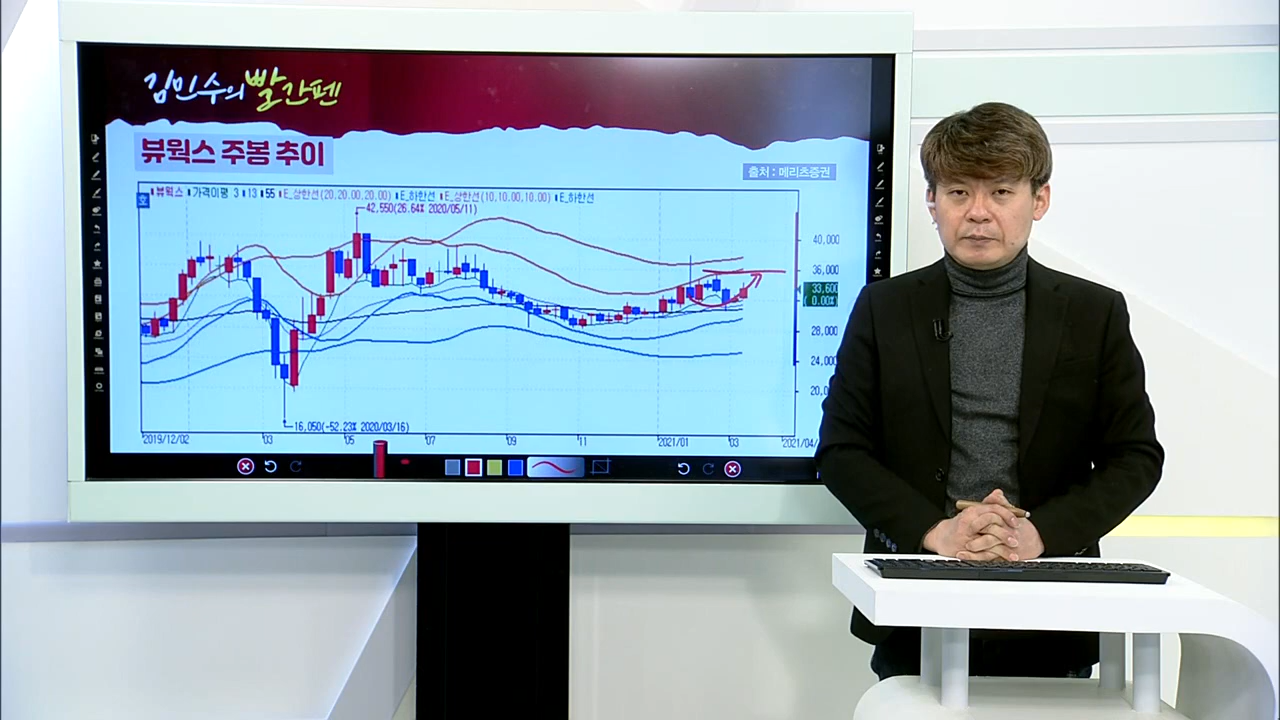 김민수의 빨간펜
뷰웍스 주봉 추이
출처 : 메리츠증권
뷰웍스 가격이평 3 13 55 E_상한선(20,20.00,20.00) E_하한선 E_상한선(10,10.00,10.00) E_하한선
42,550(26.64% 2020/05/11)
40,000
36,000
33,600
( 0.00%)
28,000
24,000
20,
16,050(-52.23% 2020/03/16)
2019/12/02 03 05 07 09 11 2021/01 03 2021/04/